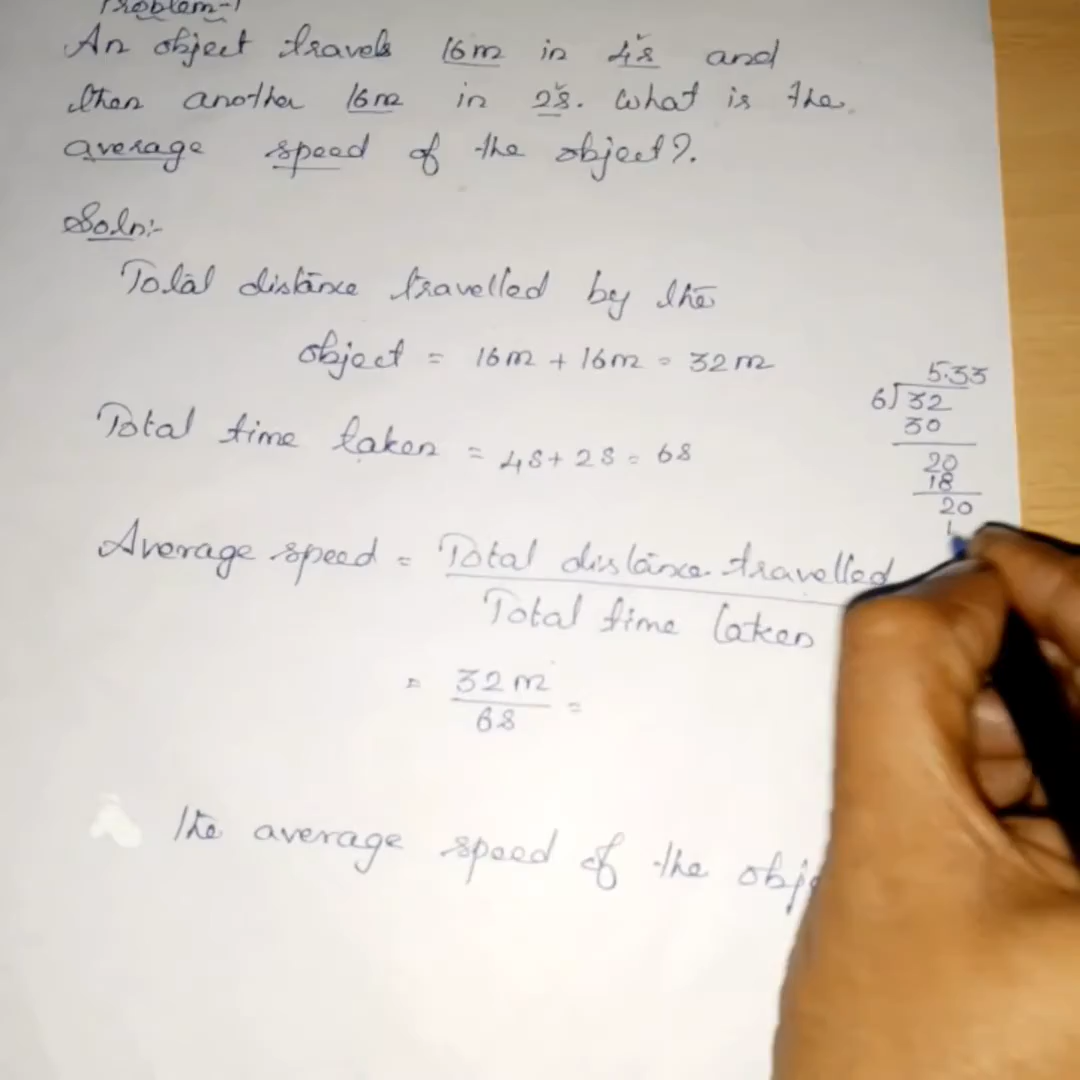 Problem-1
An object travels 16m in 4s and
then another 16m in 2s. What is the
average speed of the object?.
Soln:-
Total distance travelled by the
object = 16m + 16m = 32m
Total time taken = 4s + 2s = 6s
5.33
6)32
30
20
18
20
Average speed = Total distance travelled
Total time taken
= 32m
6s =
The average speed of the